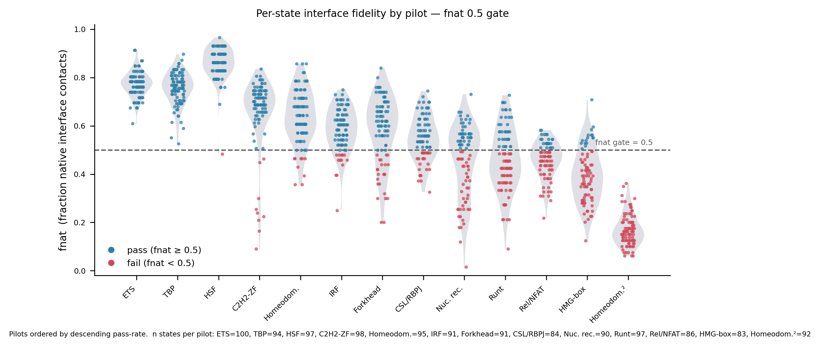 Per-state interface fidelity by pilot — fnat 0.5 gate
fnat (fraction native interface contacts)
1.0
0.8
0.6
0.4
0.2
0.0
fnat gate = 0.5
pass (fnat ≥ 0.5)
fail (fnat < 0.5)
ETS
TBP
HSF
C2H2-ZF
Homeodom.
IRF
Forkhead
CSL/RBPJ
Nuc. rec.
Runt
Rel/NFAT
HMG-box
Homeodom.²
Pilots ordered by descending pass-rate. n states per pilot: ETS=100, TBP=94, HSF=97, C2H2-ZF=98, Homeodom.=95, IRF=91, Forkhead=91, CSL/RBPJ=84, Nuc. rec.=90, Runt=97, Rel/NFAT=86, HMG-box=83, Homeodom.²=92